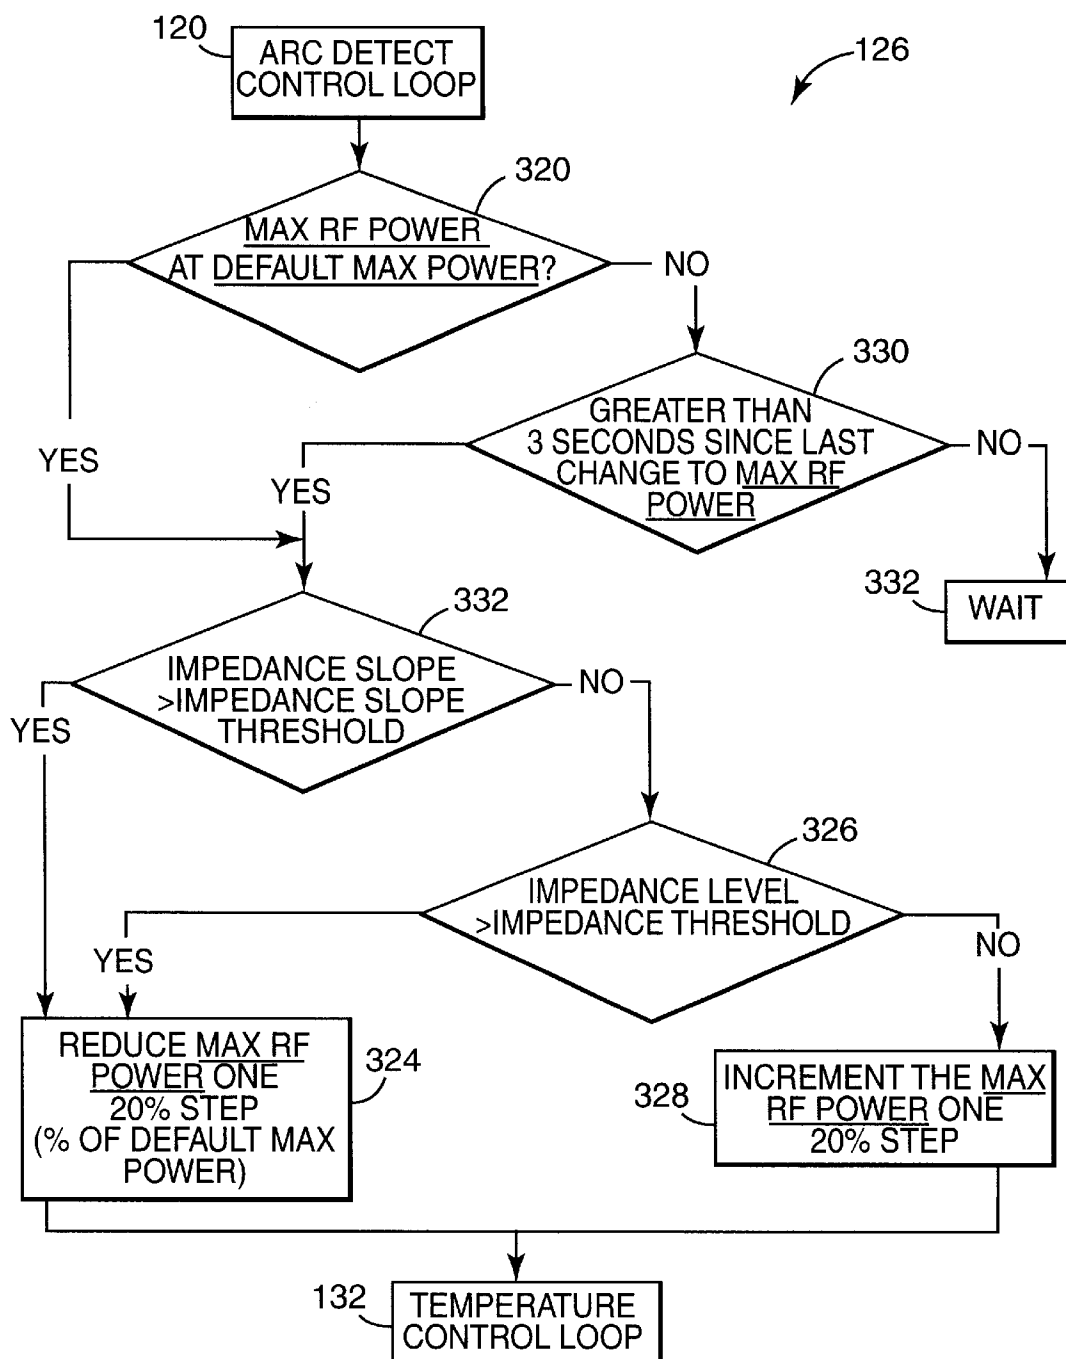 120
ARC DETECT
CONTROL LOOP
126
320
MAX RF POWER
AT DEFAULT MAX POWER?
NO
330
GREATER THAN
3 SECONDS SINCE LAST
CHANGE TO MAX RF
POWER
NO
YES
YES
332
WAIT
332
IMPEDANCE SLOPE
>IMPEDANCE SLOPE
THRESHOLD
NO
YES
326
IMPEDANCE LEVEL
>IMPEDANCE THRESHOLD
YES
NO
REDUCE MAX RF
POWER ONE
20% STEP
(% OF DEFAULT MAX
POWER)
324
328
INCREMENT THE MAX
RF POWER ONE
20% STEP
132
TEMPERATURE
CONTROL LOOP